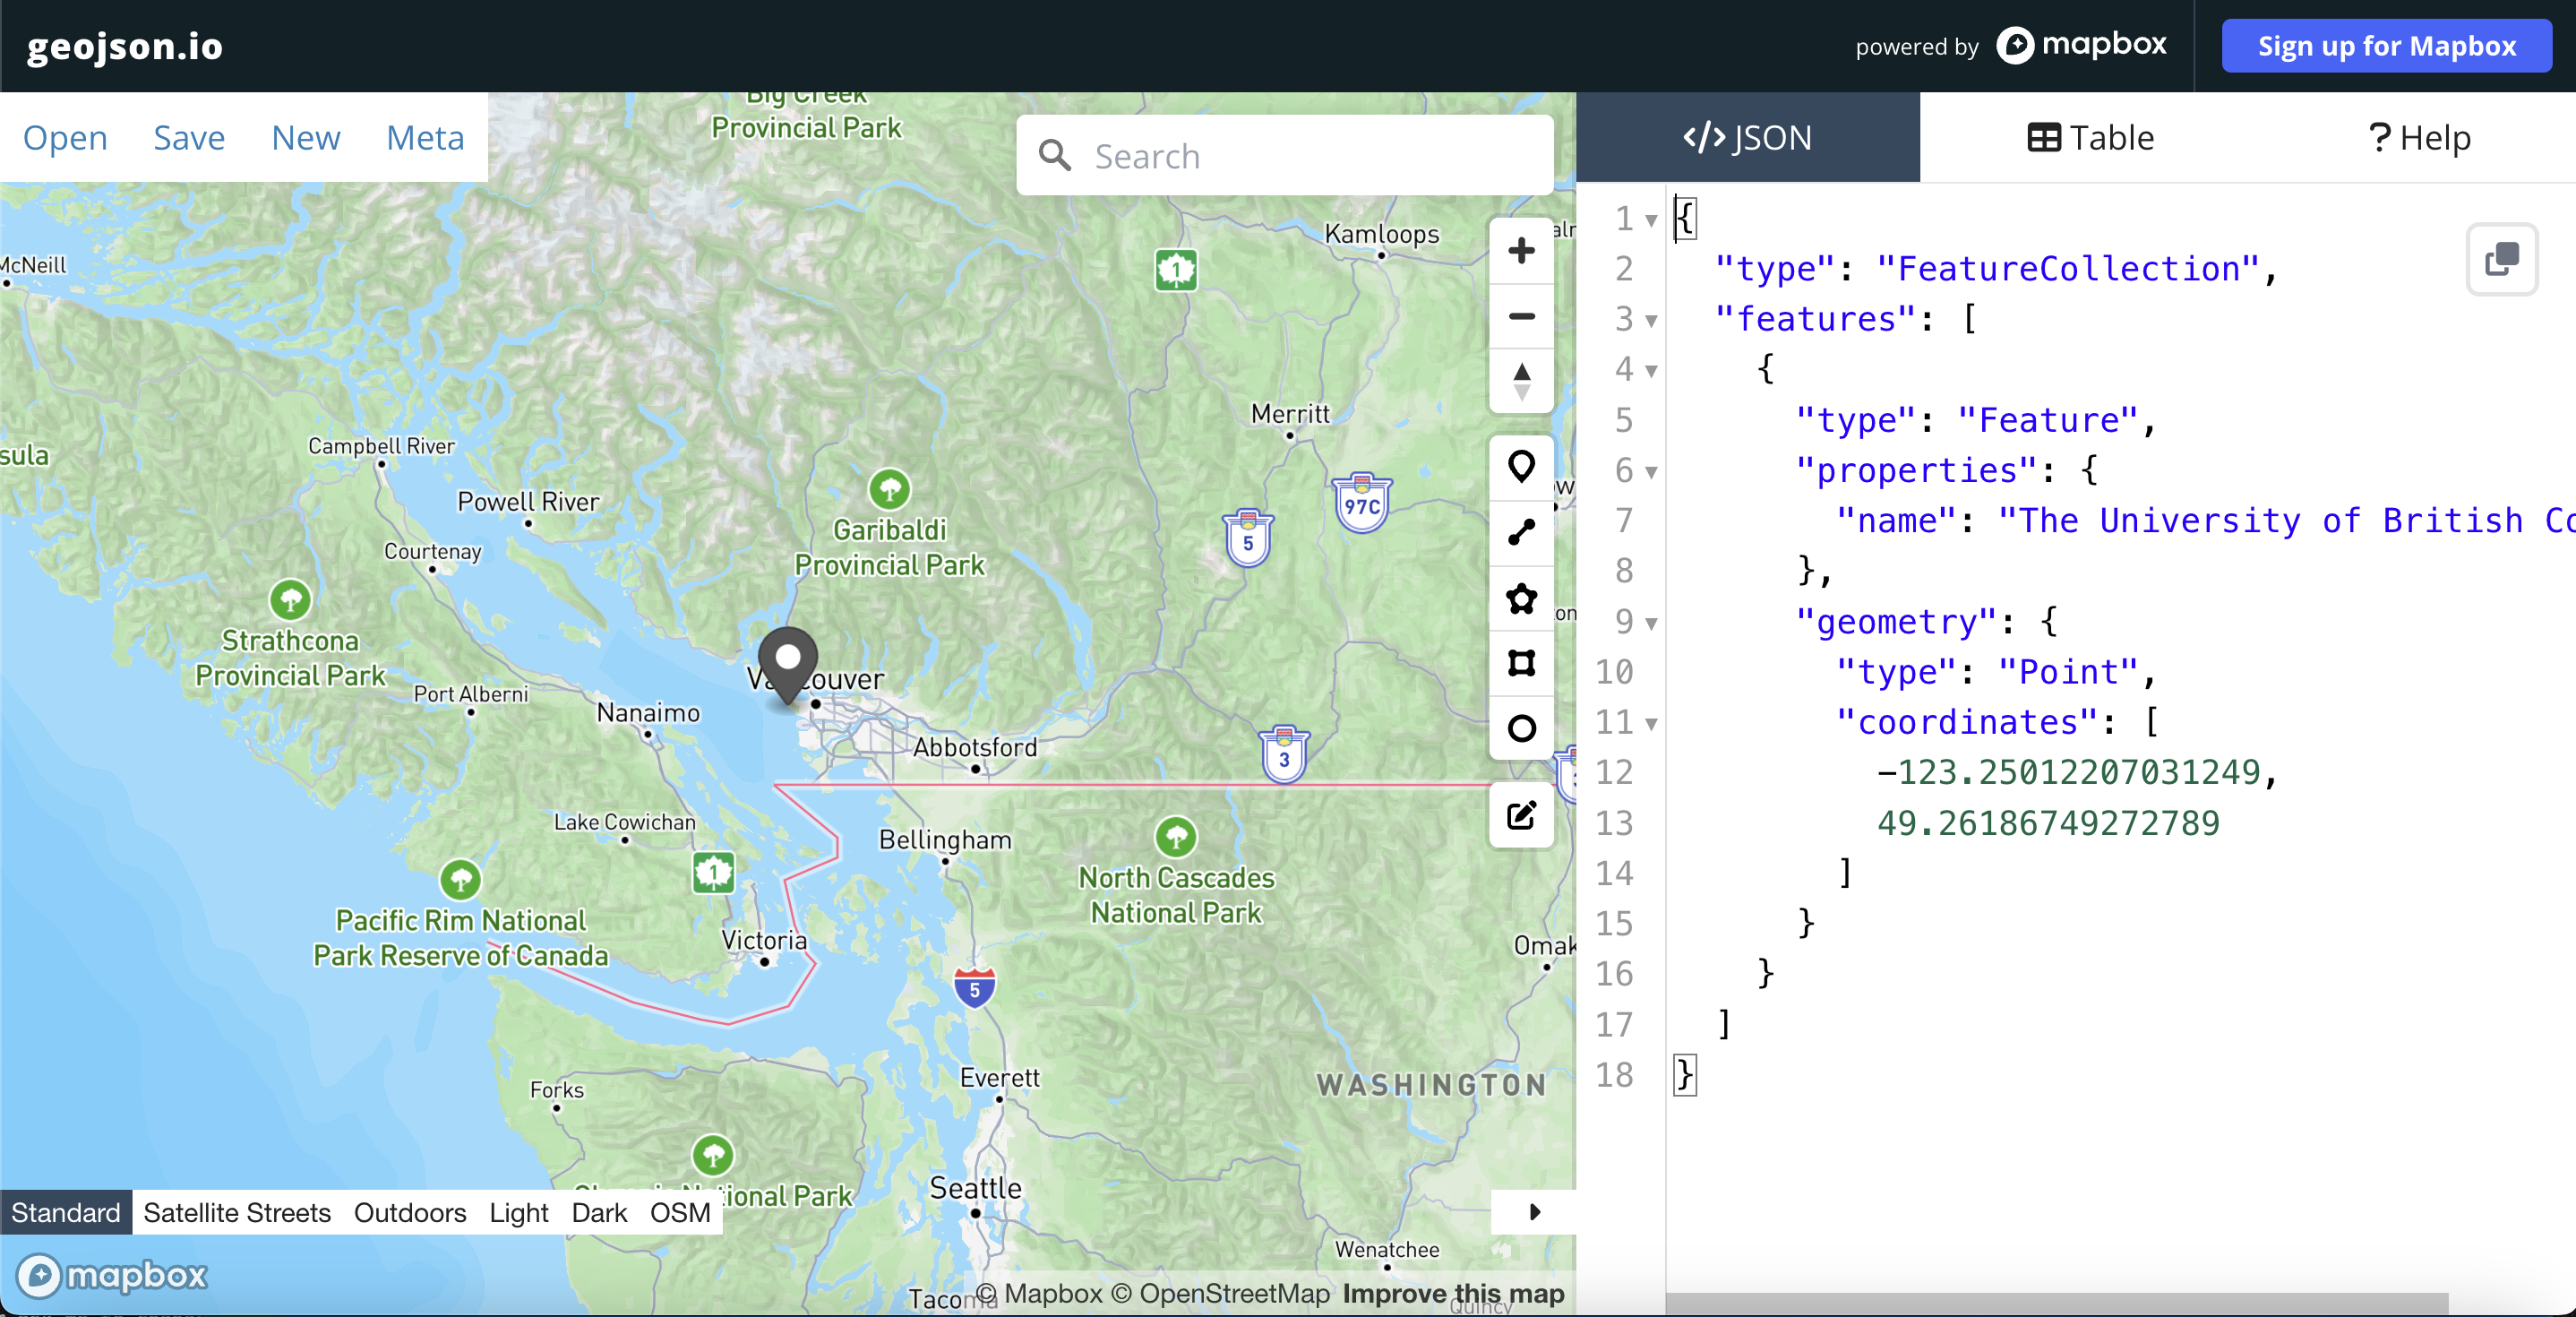 geojson.io
powered by mapbox
Sign up for Mapbox
Open Save New Meta
Search
</> JSON
Table
? Help
Big Creek
Provincial Park
Kamloops
McNeill
1
Merritt
Campbell River
Powell River
97C
5
Garibaldi
Provincial Park
Courtenay
Strathcona
Provincial Park
Port Alberni
Nanaimo
Vancouver
Abbotsford
3
Lake Cowichan
Bellingham
1
North Cascades
National Park
Pacific Rim National
Park Reserve of Canada
Victoria
5
Everett
WASHINGTON
Forks
National Park
Seattle
Wenatchee
Quincy
Standard Satellite Streets Outdoors Light Dark OSM
mapbox
© Mapbox © OpenStreetMap Improve this map
1 {
2 "type": "FeatureCollection",
3 "features": [
4 {
5 "type": "Feature",
6 "properties": {
7 "name": "The University of British Co
8 },
9 "geometry": {
10 "type": "Point",
11 "coordinates": [
12 -123.25012207031249,
13 49.26186749272789
14 ]
15 }
16 }
17 ]
18 }